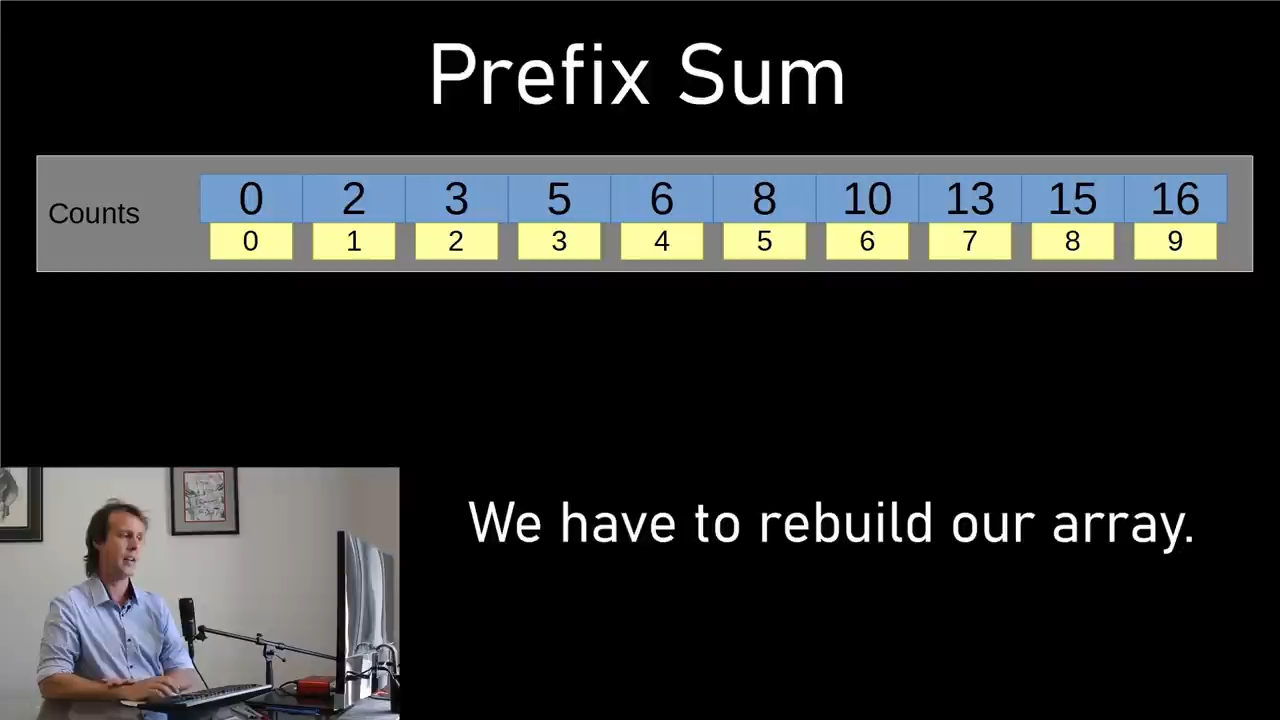 Prefix Sum
Counts
0 2 3 5 6 8 10 13 15 16
0 1 2 3 4 5 6 7 8 9
We have to rebuild our array.